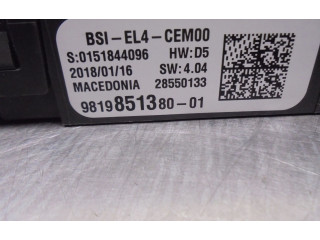 BSI-EL4-CEM00
S:0151844096 HW:D5
2018/01/16 SW:4.04
MACEDONIA 28550133
9819851380-01